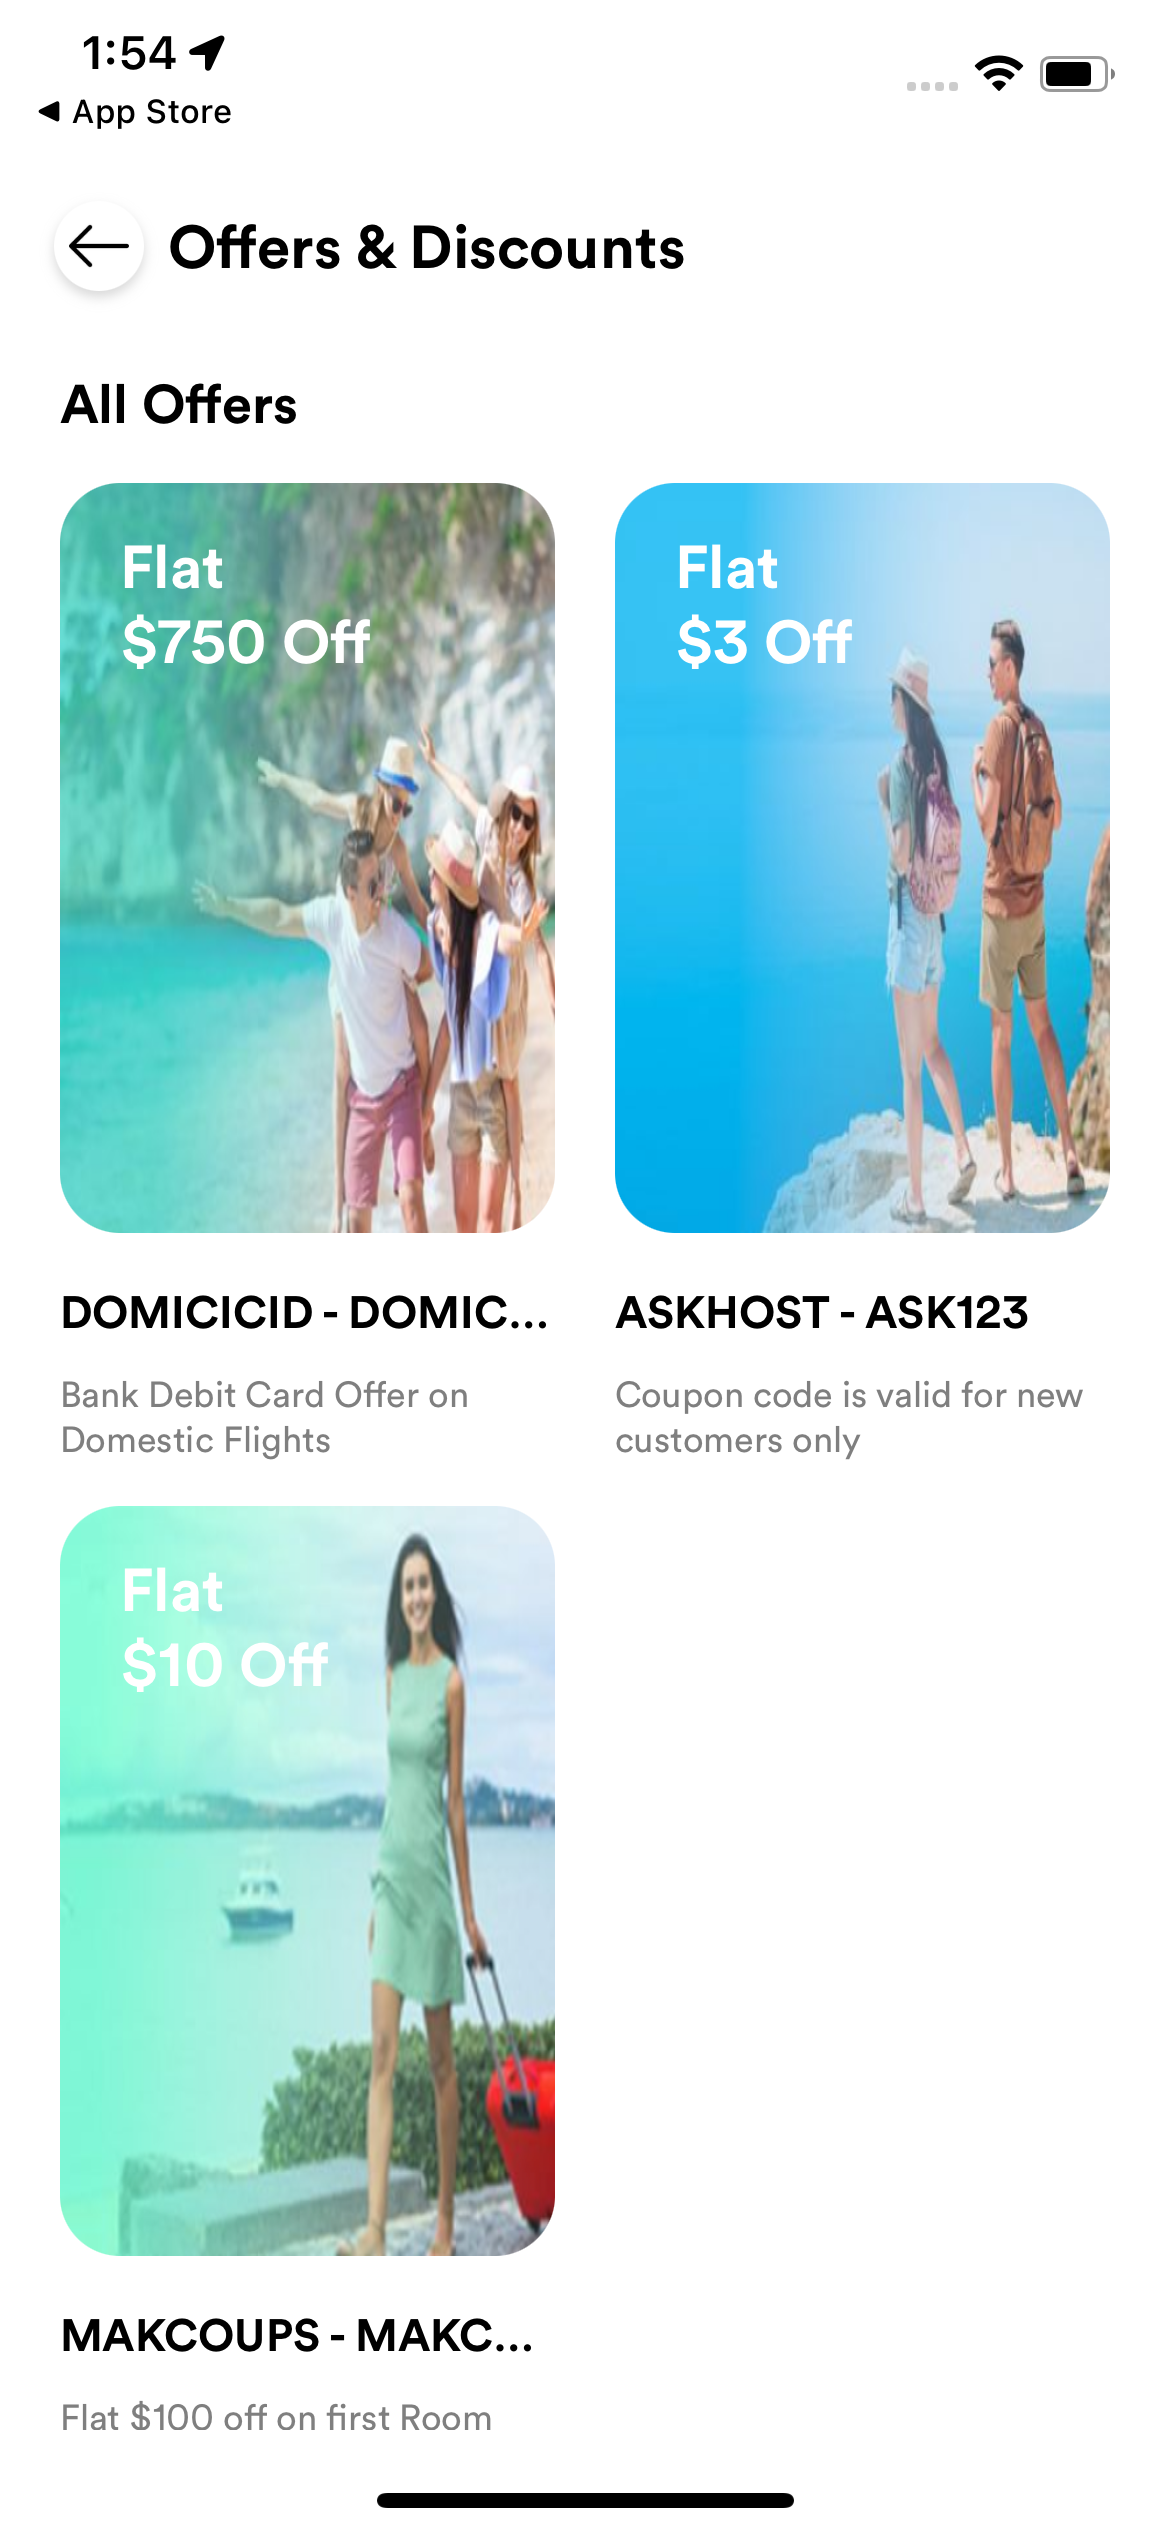 1:54
App Store
Offers & Discounts
All Offers
Flat
$750 Off
Flat
$3 Off
DOMICICID - DOMIC...
ASKHOST - ASK123
Bank Debit Card Offer on
Domestic Flights
Coupon code is valid for new
customers only
Flat
$10 Off
MAKCOUPS - MAKC...
Flat $100 off on first Room